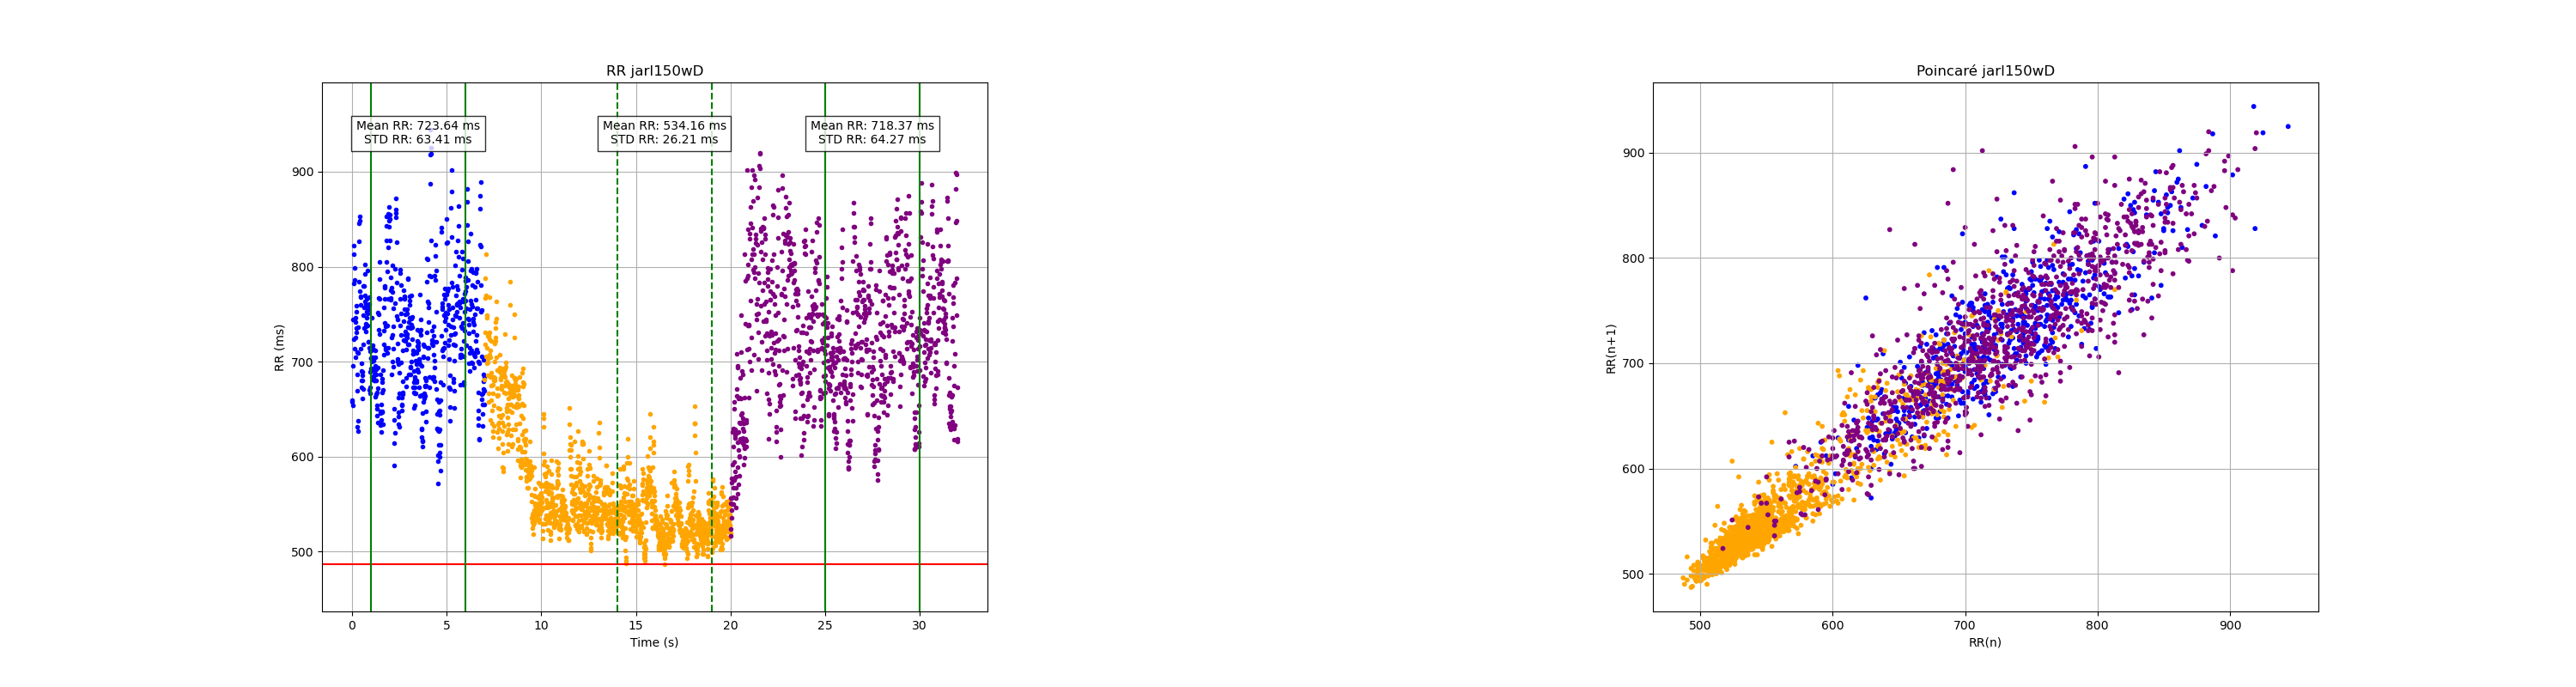 RR jarl150wD
Mean RR: 723.64 ms
STD RR: 63.41 ms
Mean RR: 534.16 ms
STD RR: 26.21 ms
Mean RR: 718.37 ms
STD RR: 64.27 ms
RR (ms)
900
800
700
600
500
0 5 10 15 20 25 30
Time (s)
Poincaré jarl150wD
RR(n+1)
900
800
700
600
500
500 600 700 800 900
RR(n)